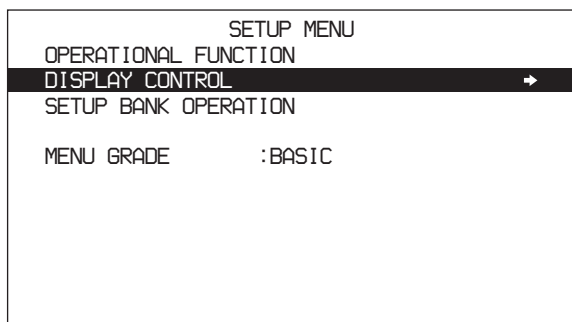 SETUP MENU
OPERATIONAL FUNCTION
DISPLAY CONTROL ➔
SETUP BANK OPERATION
MENU GRADE :BASIC